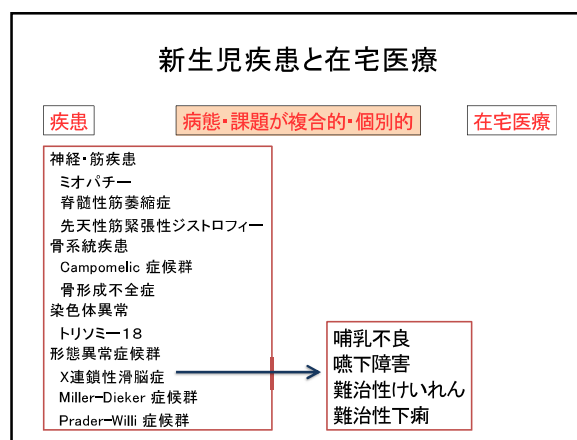 新生児疾患と在宅医療
疾患
病態・課題が複合的・個別的
在宅医療
神経・筋疾患
ミオパチー
脊髄性筋萎縮症
先天性筋緊張性ジストロフィー
骨系統疾患
Campomelic 症候群
骨形成不全症
染色体異常
トリソミー１８
形態異常症候群
X連鎖性滑脳症
Miller-Dieker 症候群
Prader-Willi 症候群
哺乳不良
嚥下障害
難治性けいれん
難治性下痢